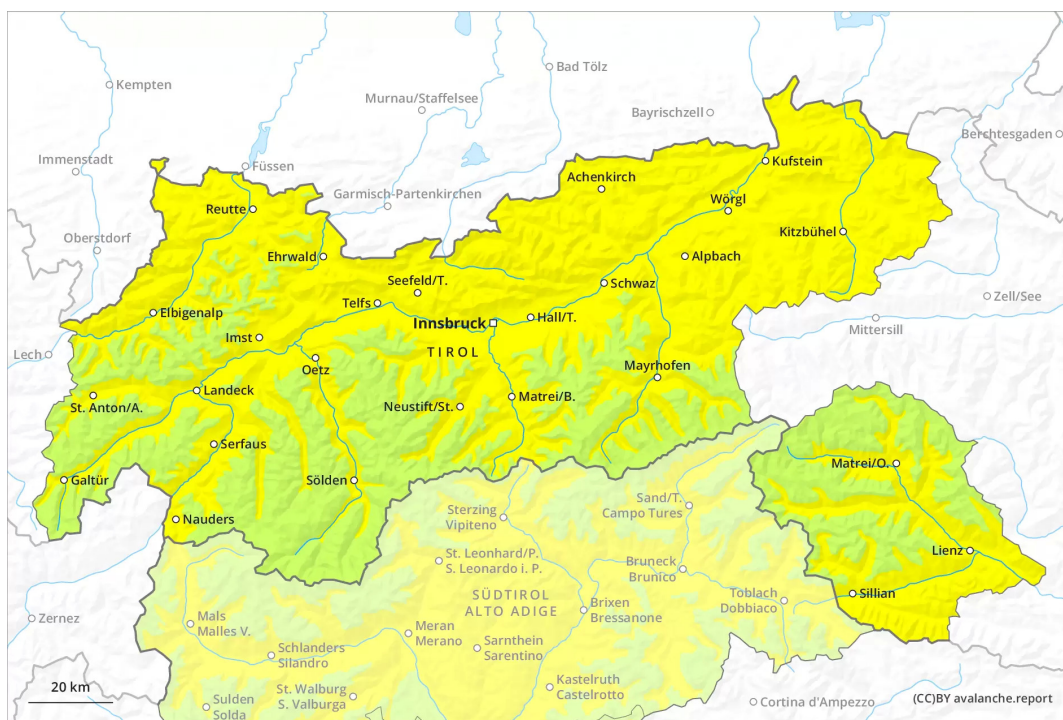 Kempten
Bad Tölz
Murnau/Staffelsee
Bayrischzell
Berchtesgaden
Immenstadt
Füssen
Kufstein
Achenkirch
Garmisch-Partenkirchen
Reutte
Wörgl
Oberstdorf
Kitzbühel
Ehrwald
Alpbach
Seefeld/T.
Schwaz
Zell/See
Telfs
Elbigenalp
Hall/T.
Innsbruck
Mittersill
Imst
Lech
TIROL
Oetz
Mayrhofen
Landeck
St. Anton/A.
Neustift/St.
Matrei/B.
Serfaus
Matrei/O.
Galtür
Sölden
Sand/T.
Campo Tures
Sterzing
Vipiteno
Nauders
Lienz
St. Leonhard/P.
S. Leonardo i. P.
Bruneck
Brunico
Sillian
SÜDTIROL
ALTO ADIGE
Toblach
Dobbiaco
Brixen
Bressanone
Zernez
Mals
Malles V.
Meran
Merano
Sarnthein
Sarentino
Schlanders
Silandro
Kastelruth
Castelrotto
20 km
St. Walburg
S. Valburga
Sulden
Solda
Cortina d'Ampezzo
(CC)BY avalanche.report